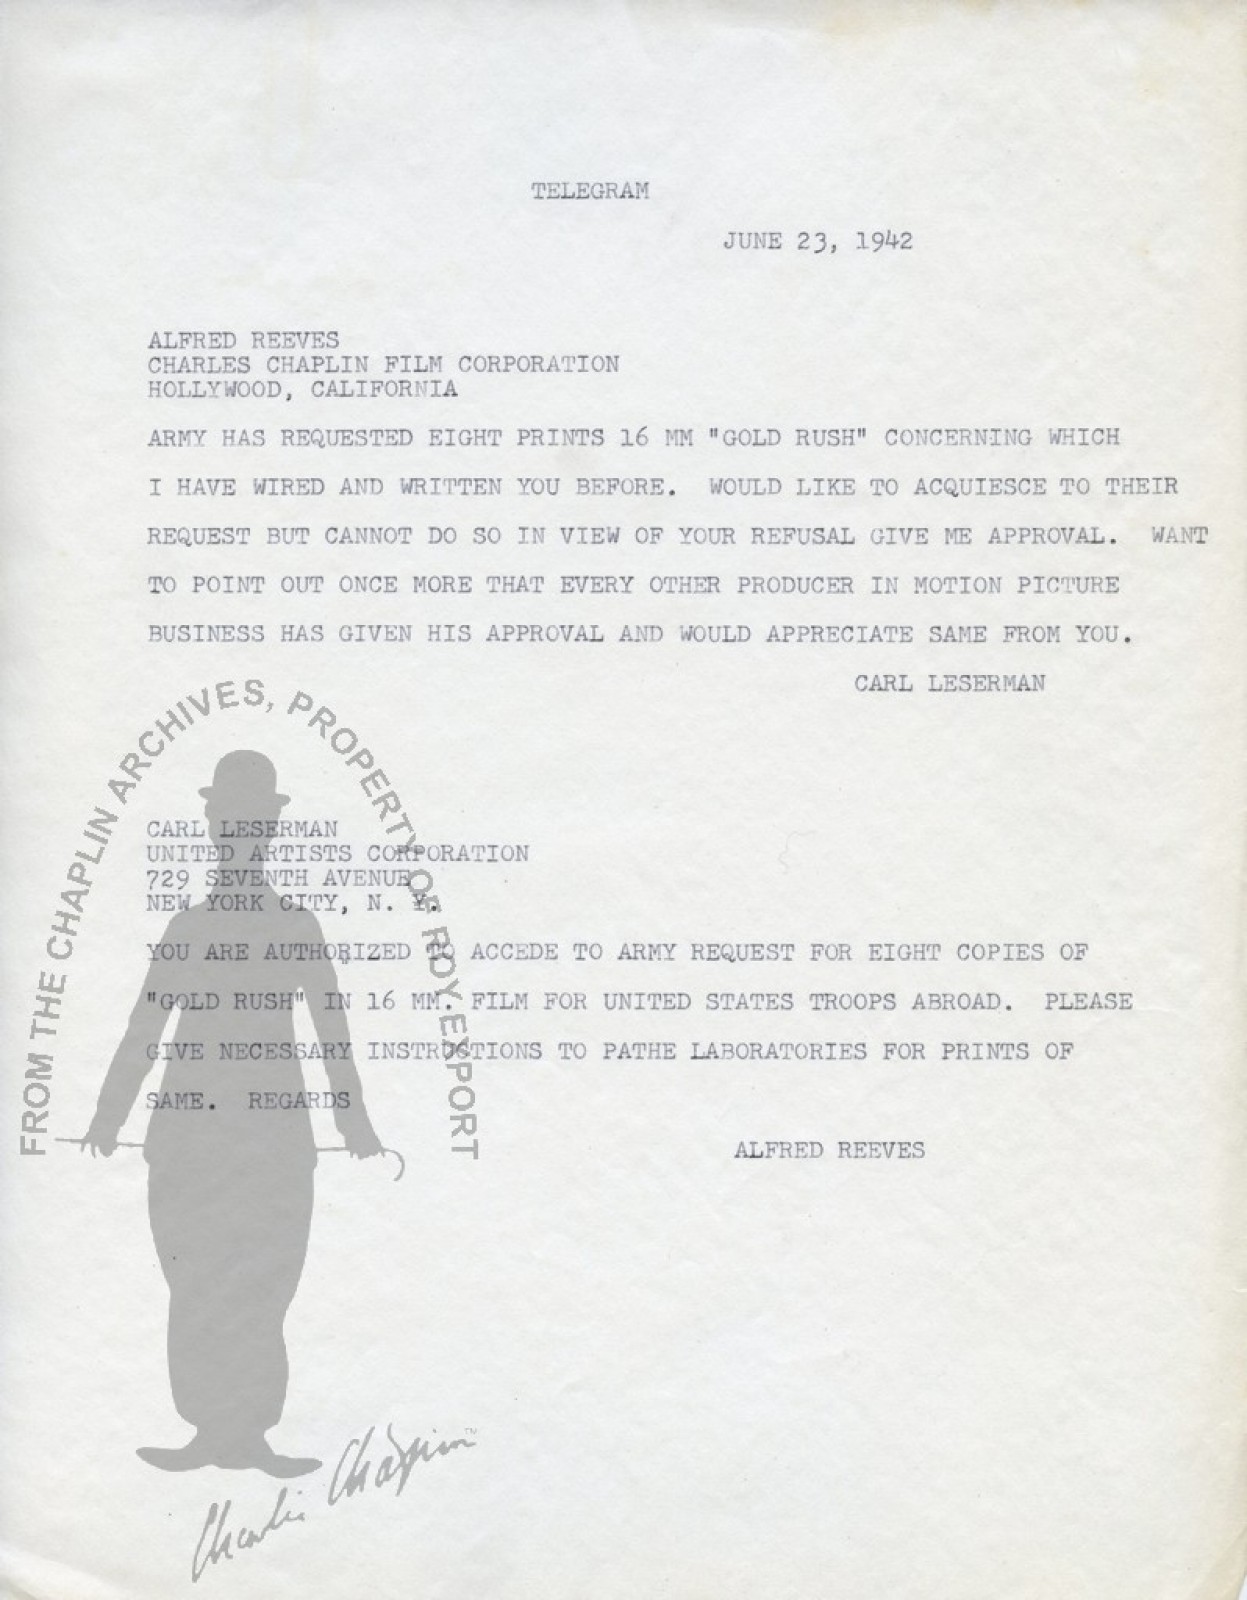 TELEGRAM
JUNE 23, 1942
ALFRED REEVES
CHARLES CHAPLIN FILM CORPORATION
HOLLYWOOD, CALIFORNIA
ARMY HAS REQUESTED EIGHT PRINTS 16 MM "GOLD RUSH" CONCERNING WHICH
I HAVE WIRED AND WRITTEN YOU BEFORE. WOULD LIKE TO ACQUIESCE TO THEIR
REQUEST BUT CANNOT DO SO IN VIEW OF YOUR REFUSAL GIVE ME APPROVAL. WANT
TO POINT OUT ONCE MORE THAT EVERY OTHER PRODUCER IN MOTION PICTURE
BUSINESS HAS GIVEN HIS APPROVAL AND WOULD APPRECIATE SAME FROM YOU.
CARL LESERMAN
CARL LESERMAN
UNITED ARTISTS CORPORATION
729 SEVENTH AVENUE
NEW YORK CITY, N. Y.
YOU ARE AUTHORIZED TO ACCEDE TO ARMY REQUEST FOR EIGHT COPIES OF
"GOLD RUSH" IN 16 MM. FILM FOR UNITED STATES TROOPS ABROAD. PLEASE
GIVE NECESSARY INSTRUCTIONS TO PATHE LABORATORIES FOR PRINTS OF
SAME. REGARDS
ALFRED REEVES
FROM THE CHAPLIN ARCHIVES, PROPERTY OF ROY EXPORT
Charlie Chaplin